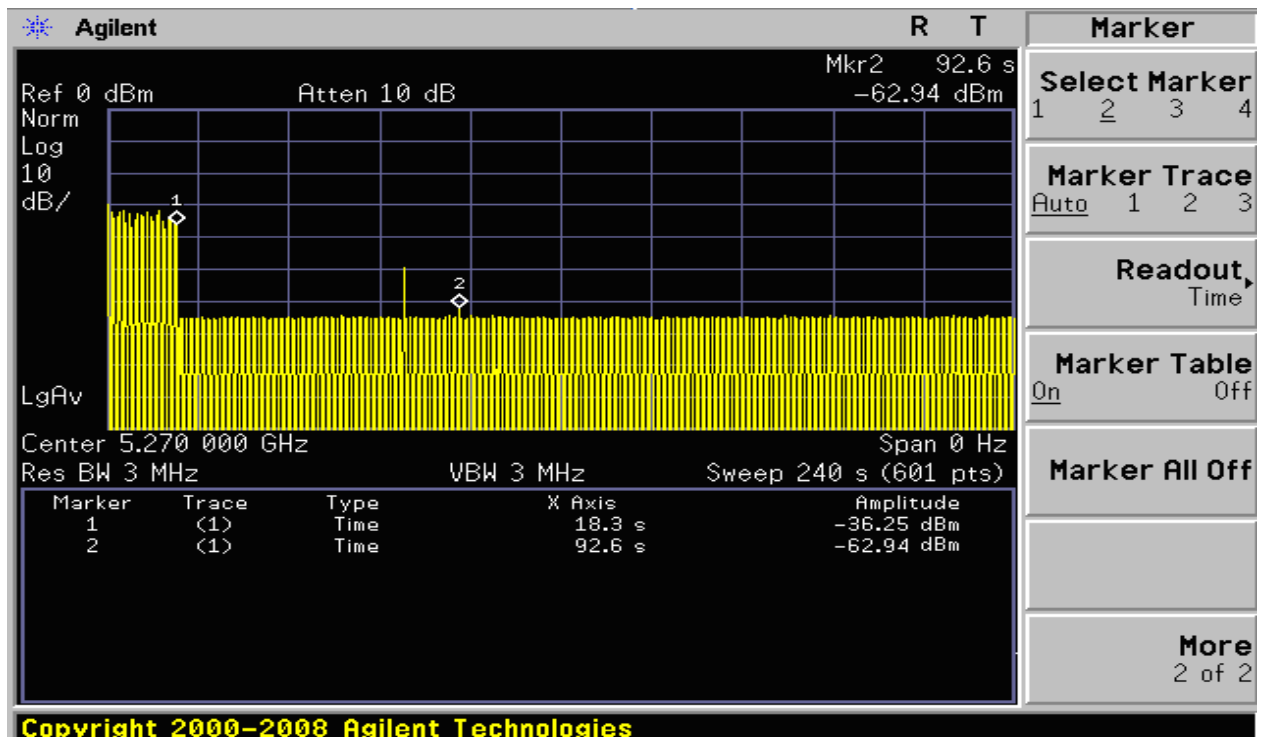 Agilent R T Marker
Mkr2 92.6 s
Ref 0 dBm Atten 10 dB -62.94 dBm
Norm
Log
10
dB/
1
2
LgAv
Center 5.270 000 GHz Span 0 Hz
Res BW 3 MHz VBW 3 MHz Sweep 240 s (601 pts)
Marker Trace Type X Axis Amplitude
1 (1) Time 18.3 s -36.25 dBm
2 (1) Time 92.6 s -62.94 dBm
Select Marker
1 2 3 4
Marker Trace
Auto 1 2 3
Readout
Time
Marker Table
On Off
Marker All Off
More
2 of 2
Copyright 2000-2008 Agilent Technologies